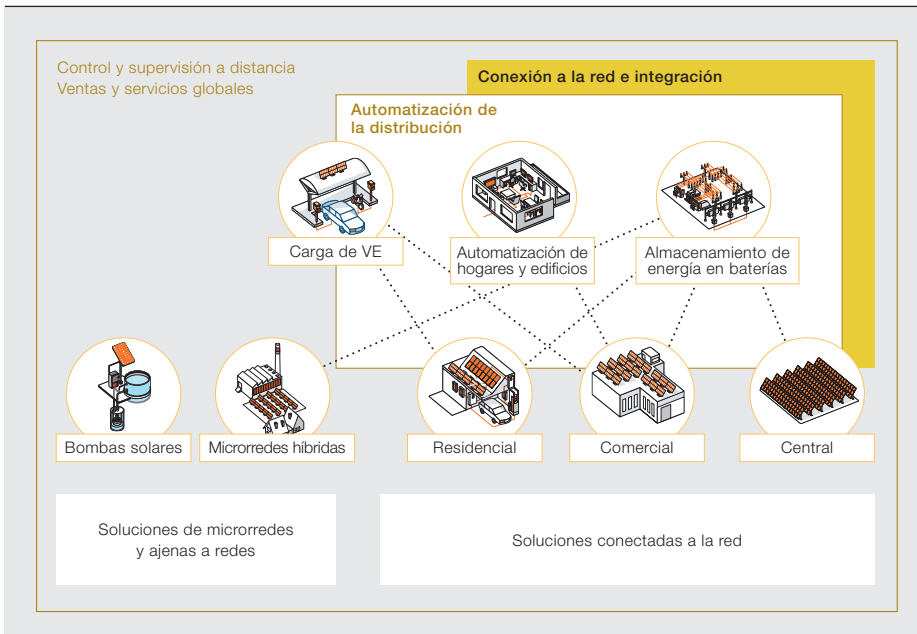 Control y supervisión a distancia
Ventas y servicios globales
Conexión a la red e integración
Automatización de
la distribución
Carga de VE
Automatización de
hogares y edificios
Almacenamiento de
energía en baterías
Bombas solares
Microrredes híbridas
Residencial
Comercial
Central
Soluciones de microrredes
y ajenas a redes
Soluciones conectadas a la red